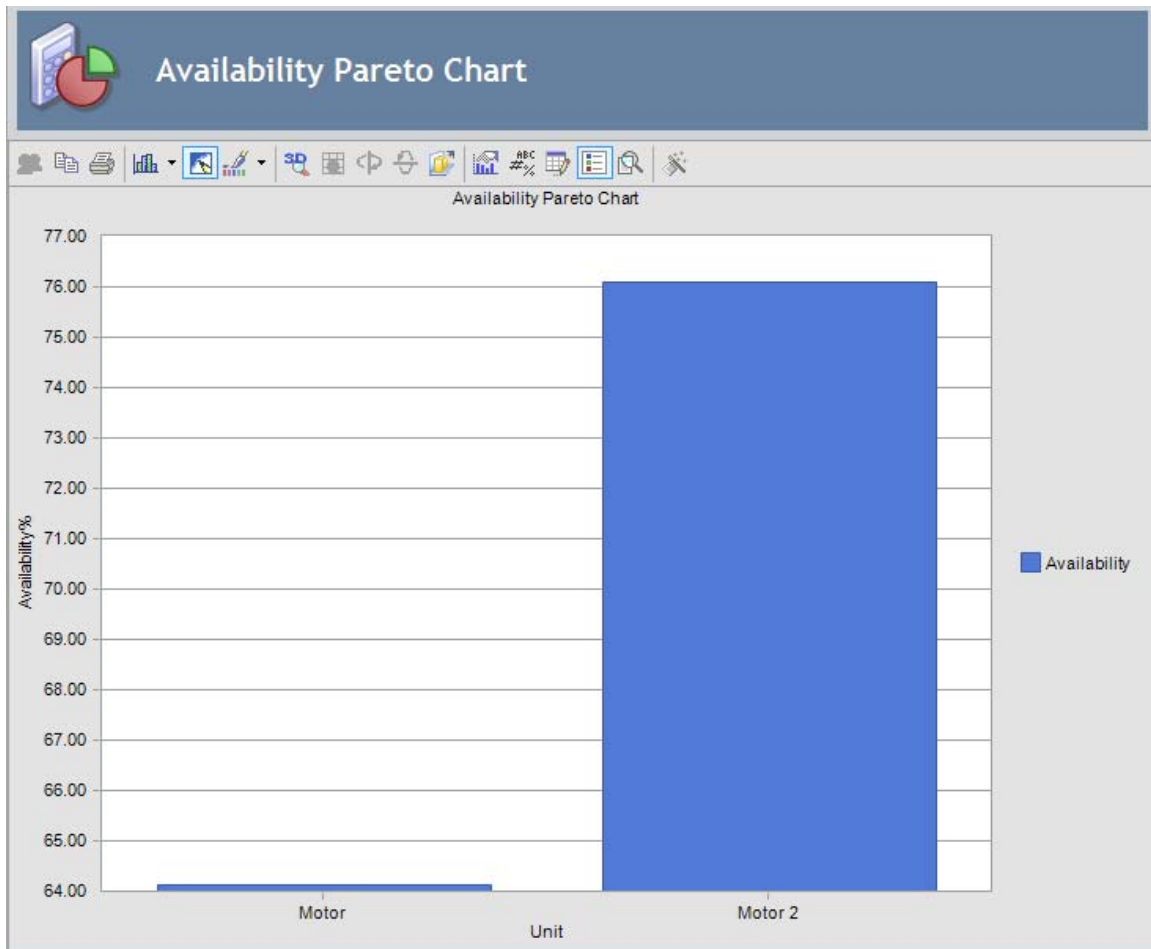 Availability Pareto Chart
3D
ABC
#%
Availability Pareto Chart
77.00
76.00
75.00
74.00
73.00
72.00
71.00
70.00
69.00
68.00
67.00
66.00
65.00
64.00
Availability%
Motor
Motor 2
Unit
Availability